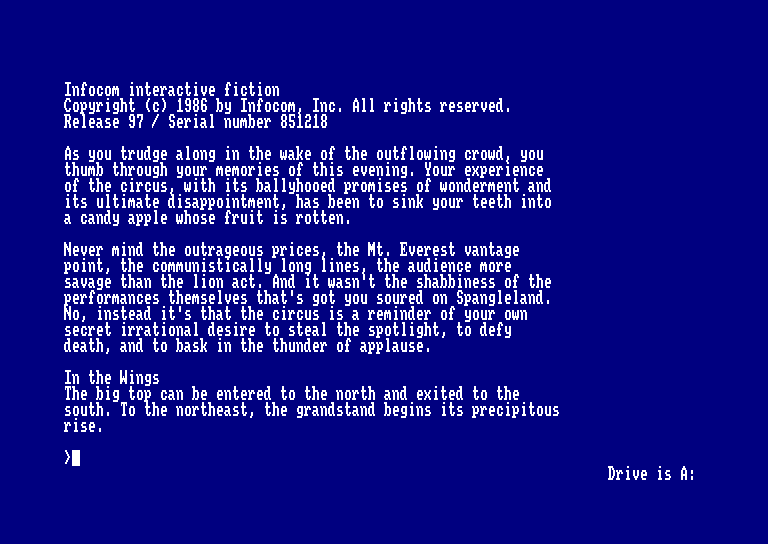 Infocom interactive fiction
Copyright (c) 1986 by Infocom, Inc. All rights reserved.
Release 97 / Serial number 851218
As you trudge along in the wake of the outflowing crowd, you
thumb through your memories of this evening. Your experience
of the circus, with its ballyhooed promises of wonderment and
its ultimate disappointment, has been to sink your teeth into
a candy apple whose fruit is rotten.
Never mind the outrageous prices, the Mt. Everest vantage
point, the communistically long lines, the audience more
savage than the lion act. And it wasn't the shabbiness of the
performances themselves that's got you soured on Spangleland.
No, instead it's that the circus is a reminder of your own
secret irrational desire to steal the spotlight, to defy
death, and to bask in the thunder of applause.
In the Wings
The big top can be entered to the north and exited to the
south. To the northeast, the grandstand begins its precipitous
rise.
>
Drive is A: